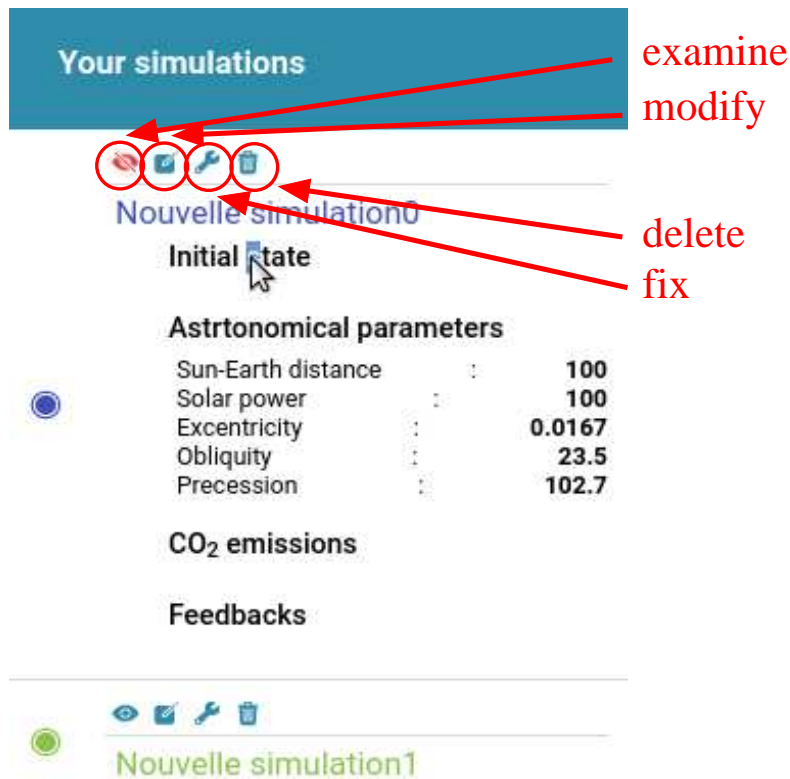 Your simulations
examine
modify
Nouvelle simulation0
delete
Initial state
fix
Astrtonomical parameters
Sun-Earth distance : 100
Solar power : 100
Excentricity : 0.0167
Obliquity : 23.5
Precession : 102.7
CO₂ emissions
Feedbacks
Nouvelle simulation1